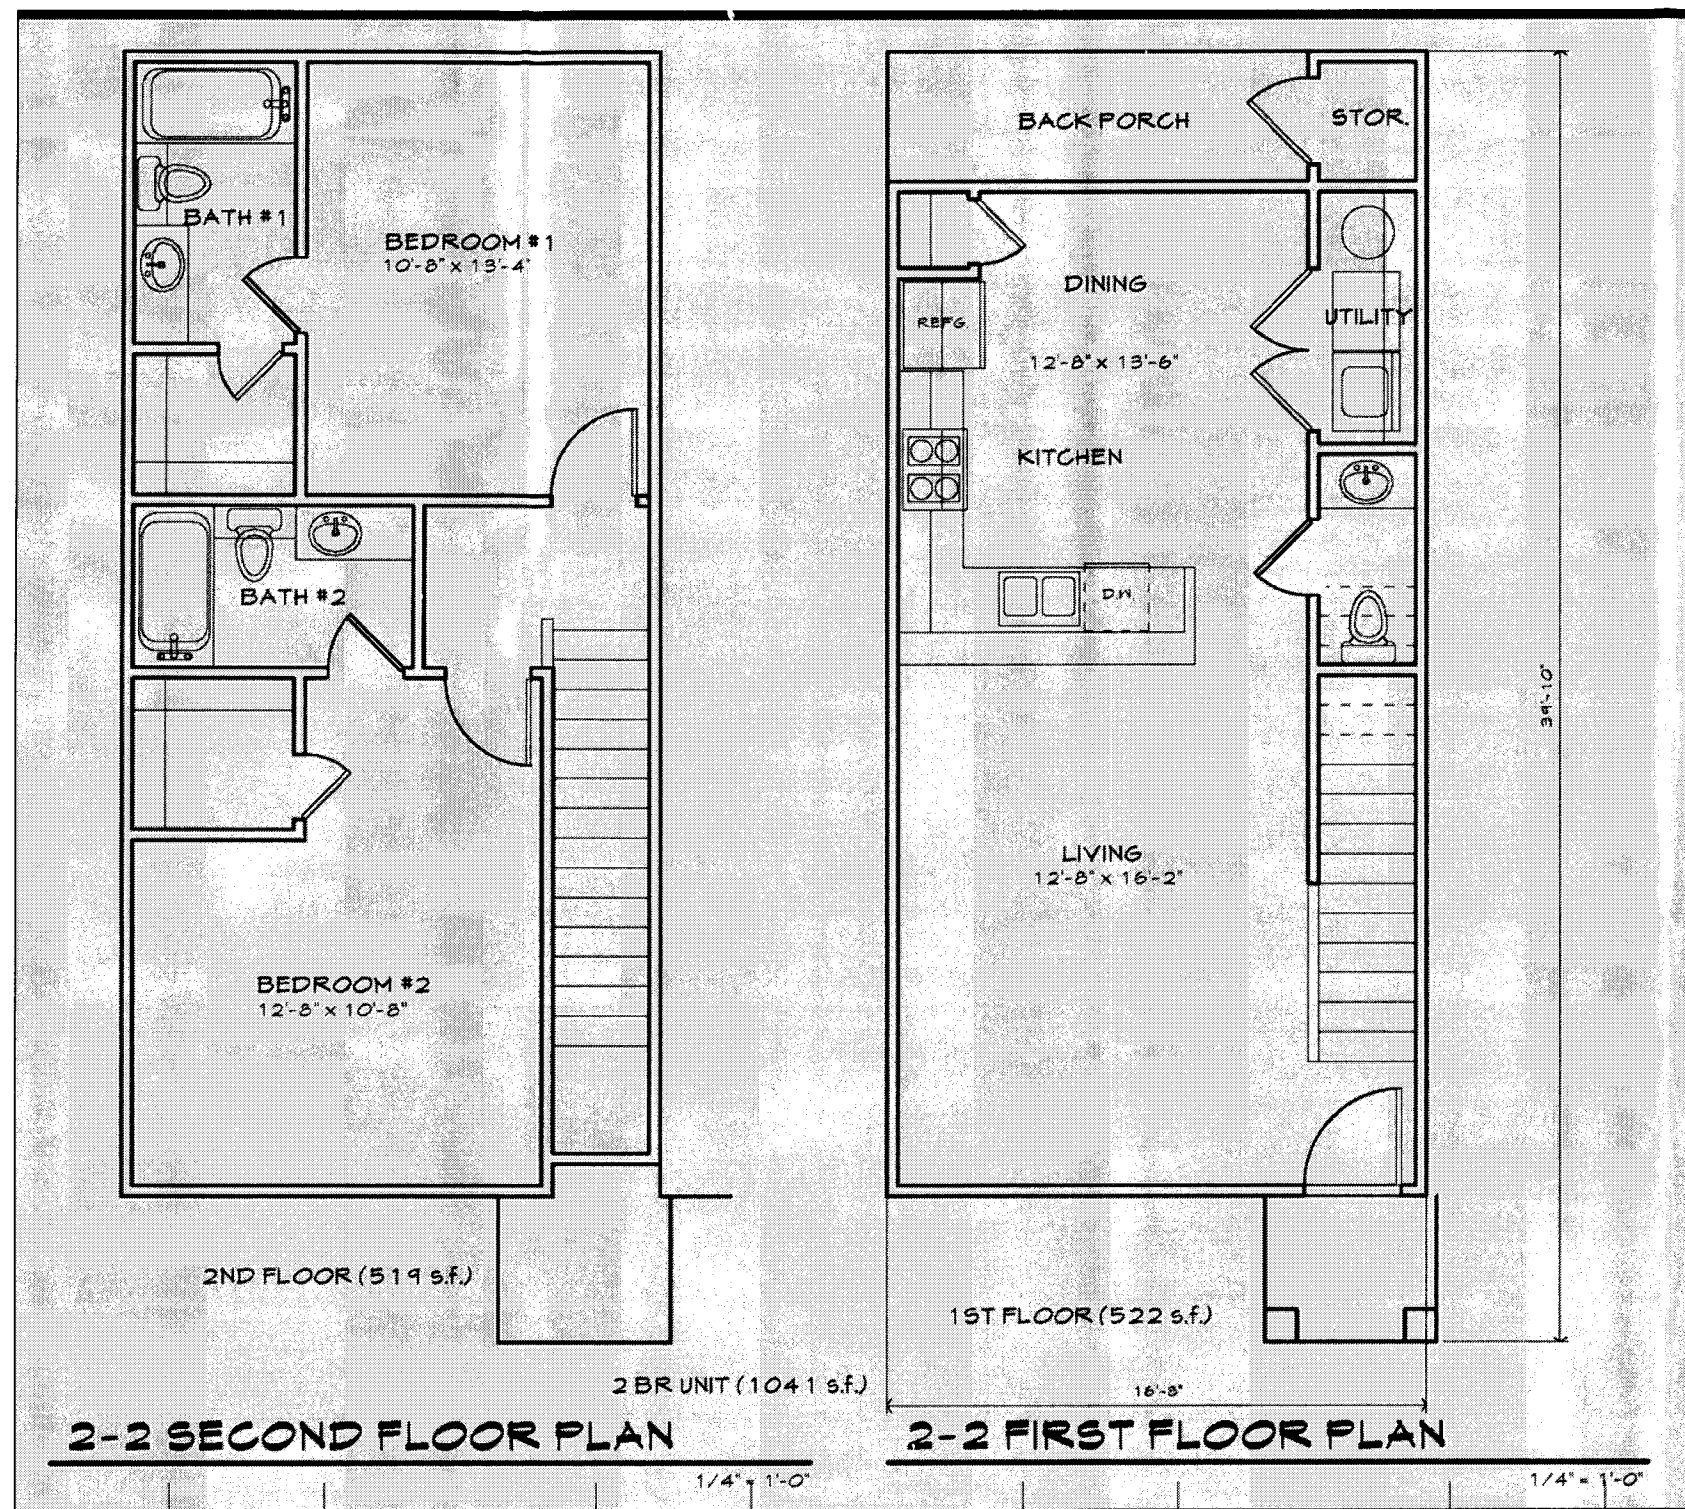 BATH #1
BEDROOM #1
10'-8" x 13'-4"
BATH #2
BEDROOM #2
12'-8" x 10'-8"
2ND FLOOR (519 s.f.)
2 BR UNIT (1041 s.f.)
2-2 SECOND FLOOR PLAN
1/4" = 1'-0"
BACK PORCH
STOR.
DINING
REFG.
UTILITY
12'-8" x 13'-6"
KITCHEN
D.W
39'-10"
LIVING
12'-8" x 16'-2"
1ST FLOOR (522 s.f.)
16'-8"
2-2 FIRST FLOOR PLAN
1/4" = 1'-0"